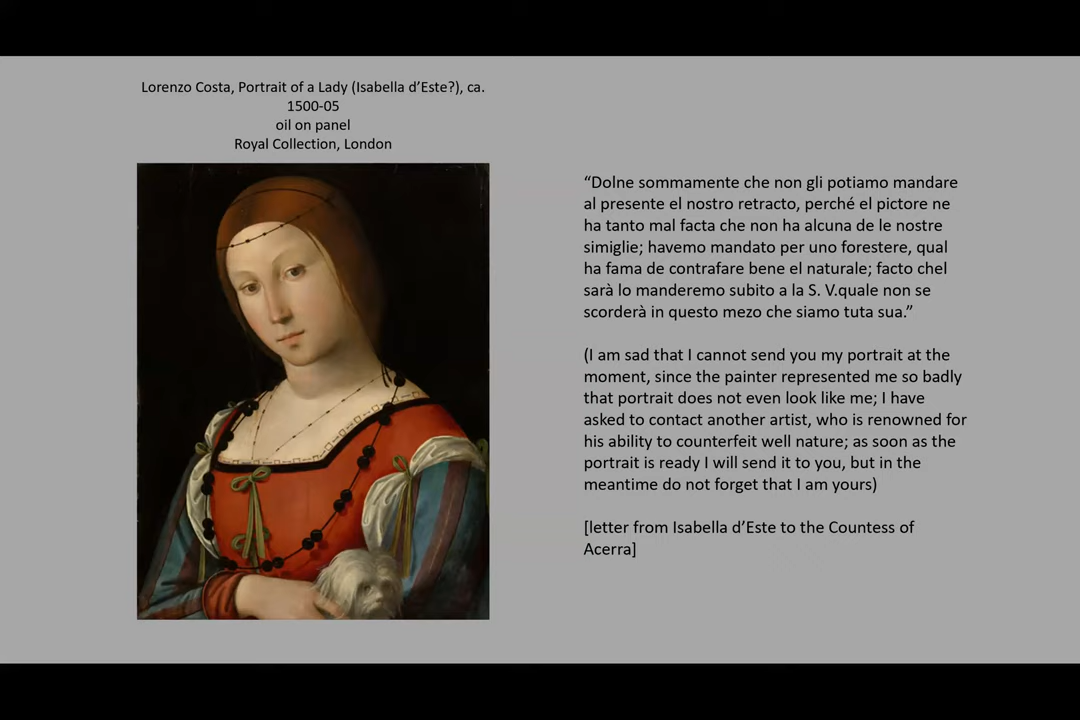 Lorenzo Costa, Portrait of a Lady (Isabella d’Este?), ca.
1500-05
oil on panel
Royal Collection, London
“Dolne sommamente che non gli potiamo mandare
al presente el nostro retracto, perché el pictore ne
ha tanto mal facta che non ha alcuna de le nostre
simiglie; havemo mandato per uno forestere, qual
ha fama de contrafare bene el naturale; facto chel
sarà lo manderemo subito a la S. V.quale non se
scorderà in questo mezo che siamo tuta sua.”
(I am sad that I cannot send you my portrait at the
moment, since the painter represented me so badly
that portrait does not even look like me; I have
asked to contact another artist, who is renowned for
his ability to counterfeit well nature; as soon as the
portrait is ready I will send it to you, but in the
meantime do not forget that I am yours)
[letter from Isabella d’Este to the Countess of
Acerra]